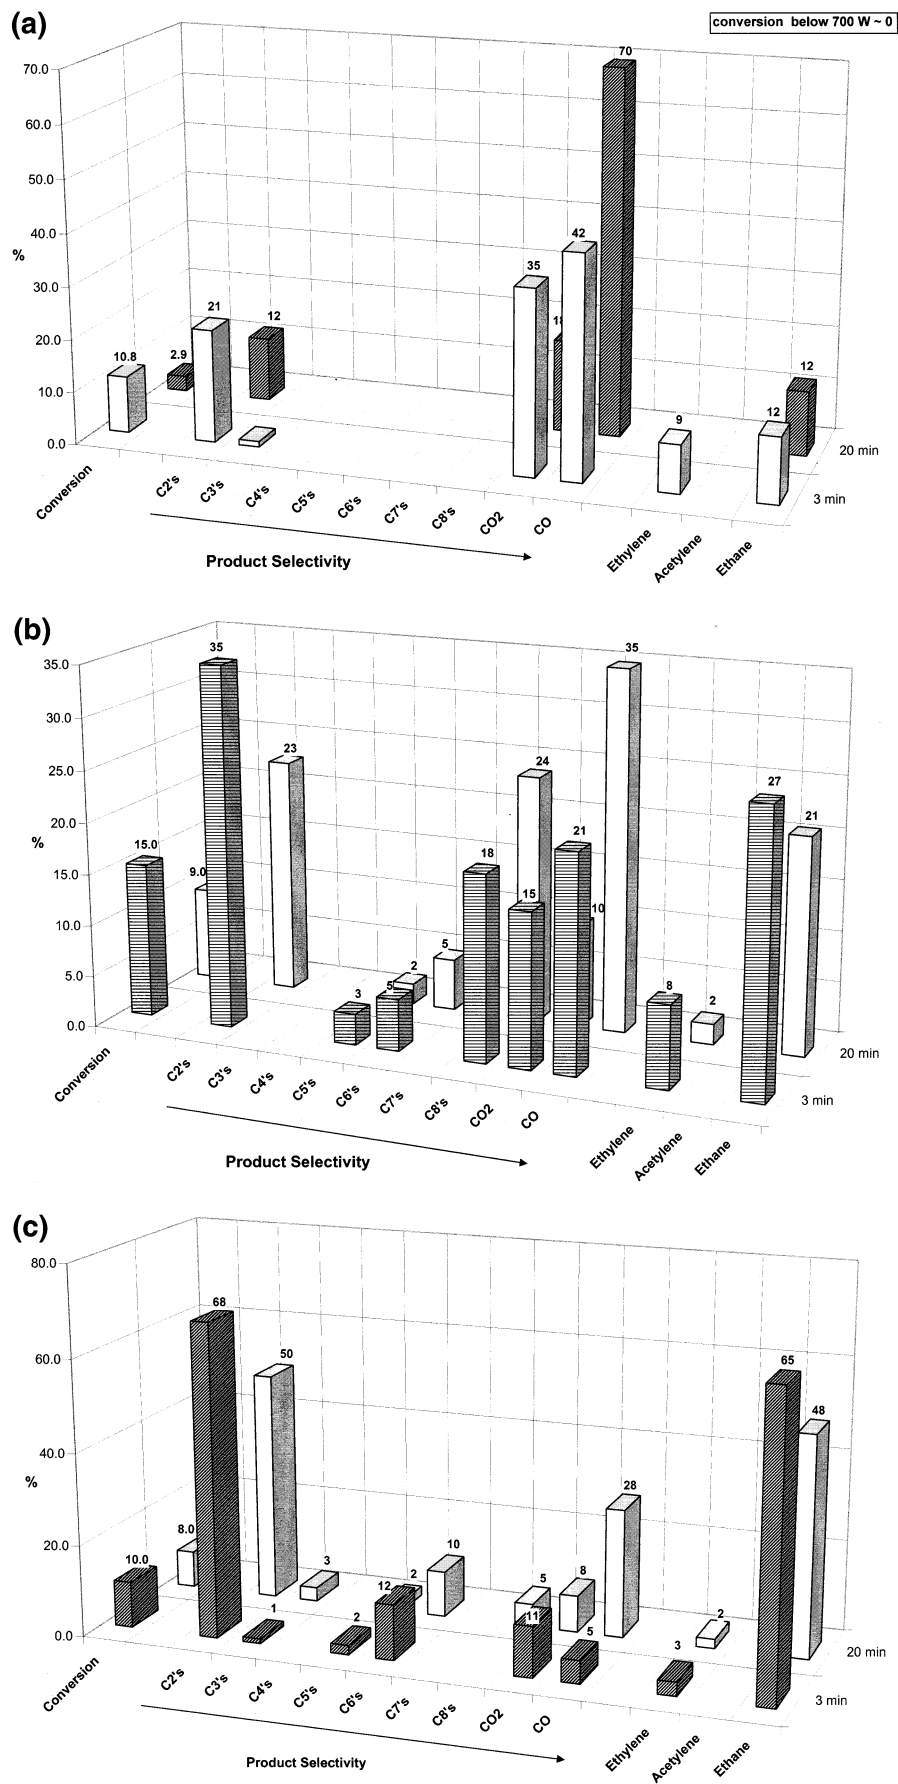 (a)
conversion below 700 W ~ 0
70.0
60.0
50.0
40.0
30.0
20.0
10.0
0.0
%
70
42
35
18
21
12
10.8
2.9
9
12
12
20 min
3 min
Conversion
C2's
C3's
C4's
C5's
C6's
C7's
C8's
CO2
CO
Ethylene
Acetylene
Ethane
Product Selectivity
(b)
35.0
30.0
25.0
20.0
15.0
10.0
5.0
0.0
%
35
35
23
24
27
21
21
18
15
15.0
9.0
10
5
2
5
3
8
2
20 min
3 min
Conversion
C2's
C3's
C4's
C5's
C6's
C7's
C8's
CO2
CO
Ethylene
Acetylene
Ethane
Product Selectivity
(c)
80.0
60.0
40.0
20.0
0.0
%
68
50
65
48
28
10.0
8.0
3
1
2
12
2
10
5
11
8
5
3
2
20 min
3 min
Conversion
C2's
C3's
C4's
C5's
C6's
C7's
C8's
CO2
CO
Ethylene
Acetylene
Ethane
Product Selectivity